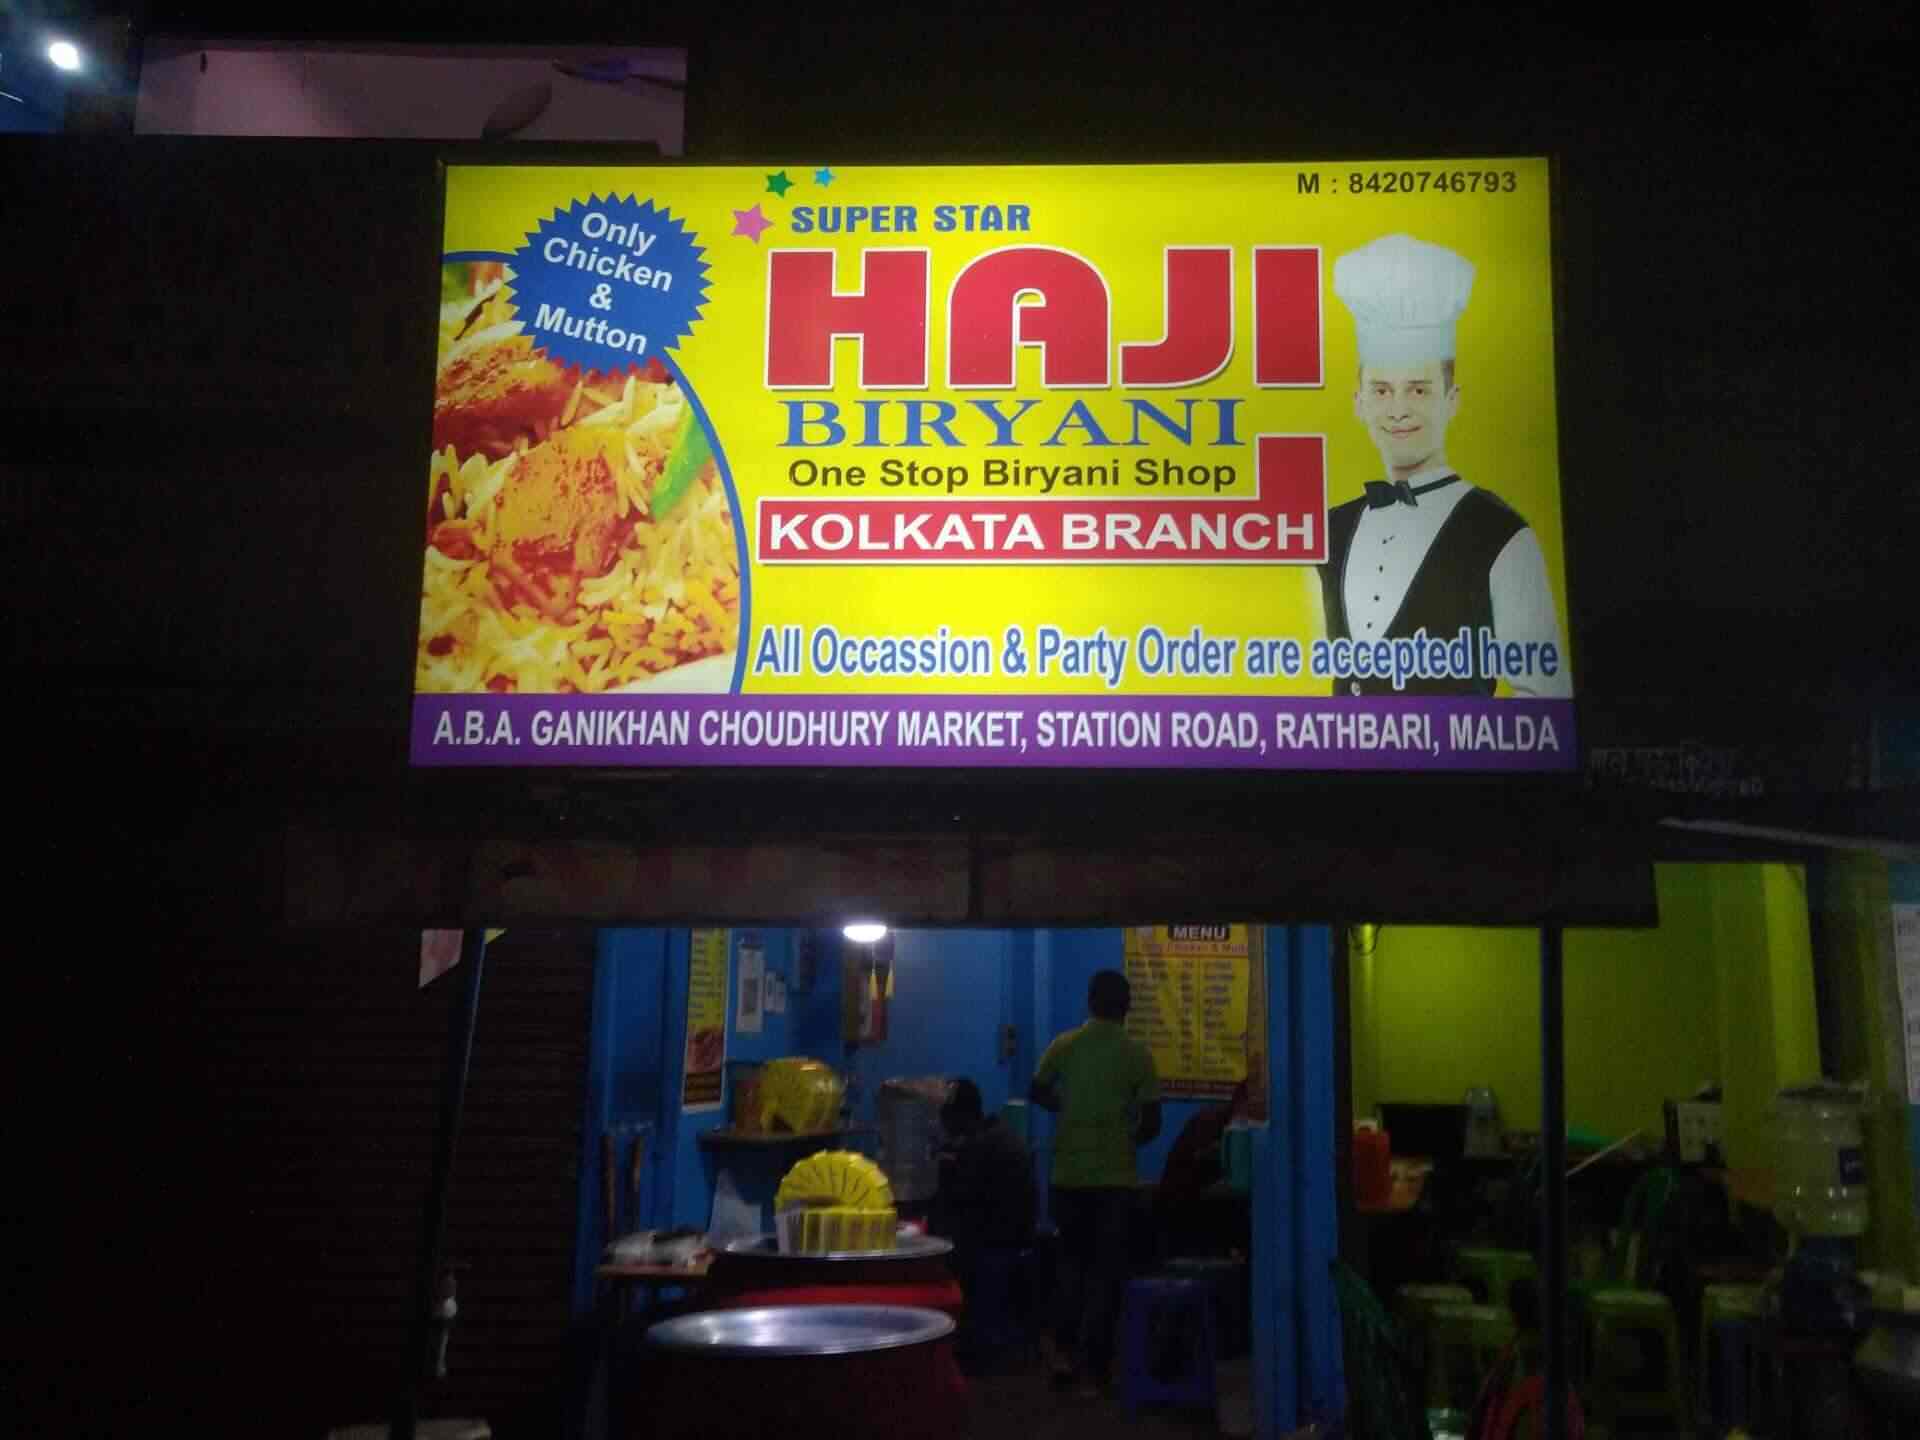 M : 8420746793
Only
Chicken
&
Mutton
SUPER STAR
HAJI
BIRYANI
One Stop Biryani Shop
KOLKATA BRANCH
All Occassion & Party Order are accepted here
A.B.A. GANIKHAN CHOUDHURY MARKET, STATION ROAD, RATHBARI, MALDA
MENU